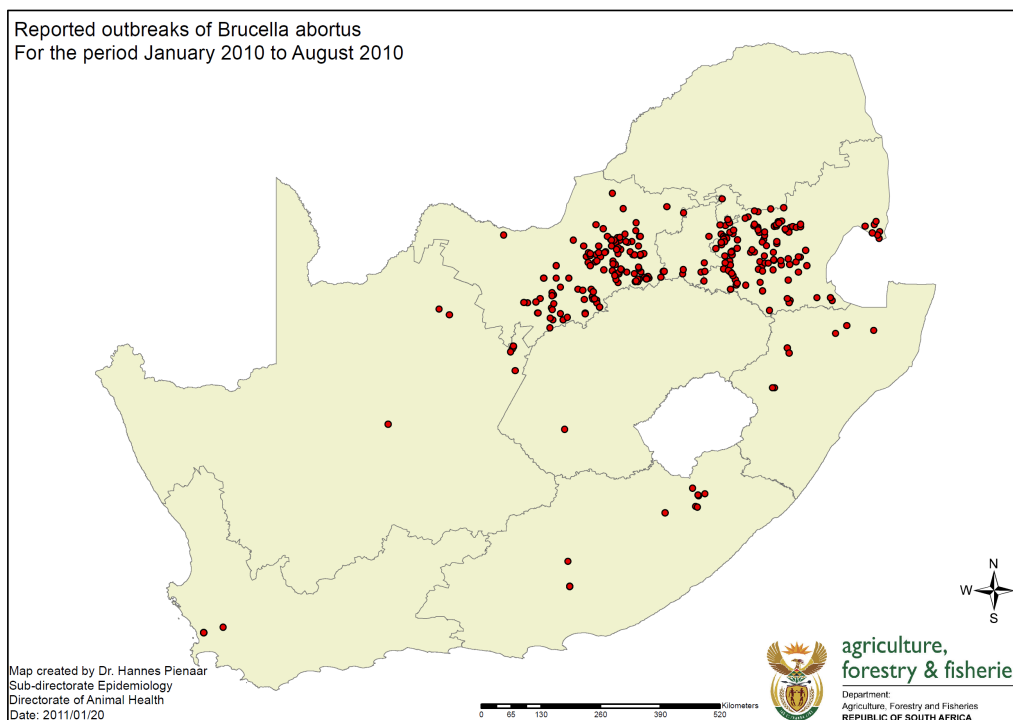 Reported outbreaks of Brucella abortus
For the period January 2010 to August 2010
N
W
S
Map created by Dr. Hannes Pienaar
Sub-directorate Epidemiology
Directorate of Animal Health
Date: 2011/01/20
Kilometers
0 65 130 260 390 520
agriculture,
forestry & fisherie
Department:
Agriculture, Forestry and Fisheries
REPUBLIC OF SOUTH AFRICA